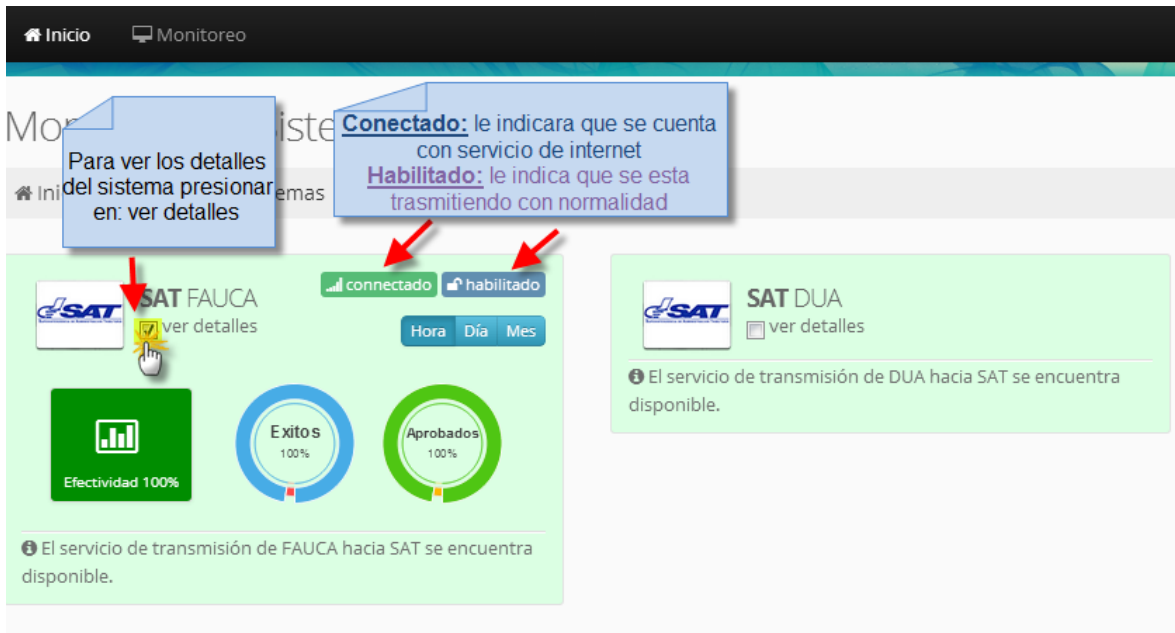 Inicio Monitoreo
Mo iste
Para ver los detalles
del sistema presionar
en: ver detalles
Conectado: le indicara que se cuenta
con servicio de internet
Habilitado: le indica que se esta
trasmitiendo con normalidad
Ini emas
SAT
SAT FAUCA
ver detalles
connectado habilitado
Hora Día Mes
Efectividad 100%
Exitos
100%
Aprobados
100%
El servicio de transmisión de FAUCA hacia SAT se encuentra
disponible.
SAT
SAT DUA
ver detalles
El servicio de transmisión de DUA hacia SAT se encuentra
disponible.